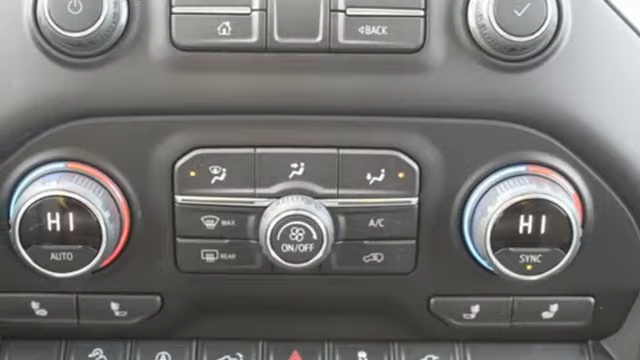 BACK
HI
AUTO
MAX
A/C
REAR
ON/OFF
HI
SYNC